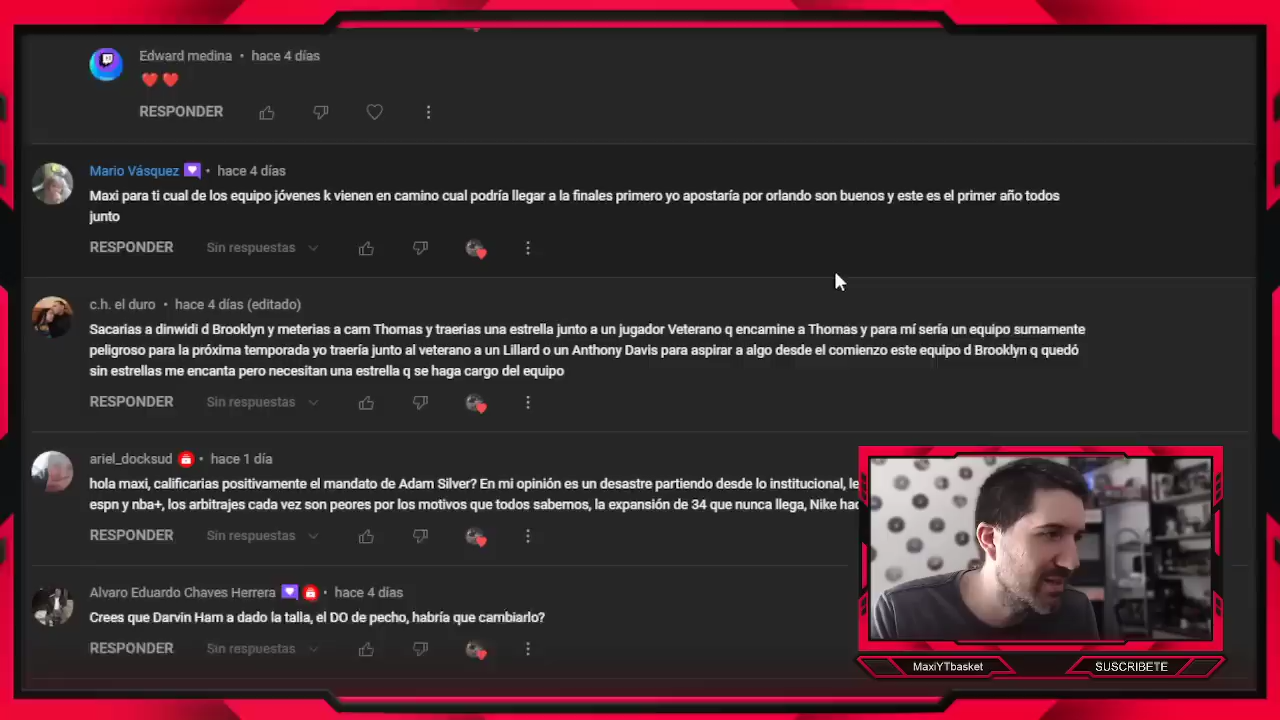 Edward medina • hace 4 días
RESPONDER
Mario Vásquez • hace 4 días
Maxi para ti cual de los equipo jóvenes k vienen en camino cual podría llegar a la finales primero yo apostaría por orlando son buenos y este es el primer año todos
junto
RESPONDER Sin respuestas
c.h. el duro • hace 4 días (editado)
Sacarias a dinwidi d Brooklyn y meterias a cam Thomas y traerias una estrella junto a un jugador Veterano q encamine a Thomas y para mí sería un equipo sumamente
peligroso para la próxima temporada yo traería junto al veterano a un Lillard o un Anthony Davis para aspirar a algo desde el comienzo este equipo d Brooklyn q quedó
sin estrellas me encanta pero necesitan una estrella q se haga cargo del equipo
RESPONDER Sin respuestas
ariel_docksud • hace 1 día
hola maxi, calificarias positivamente el mandato de Adam Silver? En mi opinión es un desastre partiendo desde lo institucional, le
espn y nba+, los arbitrajes cada vez son peores por los motivos que todos sabemos, la expansión de 34 que nunca llega, Nike hac
RESPONDER Sin respuestas
Alvaro Eduardo Chaves Herrera • hace 4 días
Crees que Darvin Ham a dado la talla, el DO de pecho, habría que cambiarlo?
RESPONDER Sin respuestas
MaxiYTbasket
SUSCRIBETE